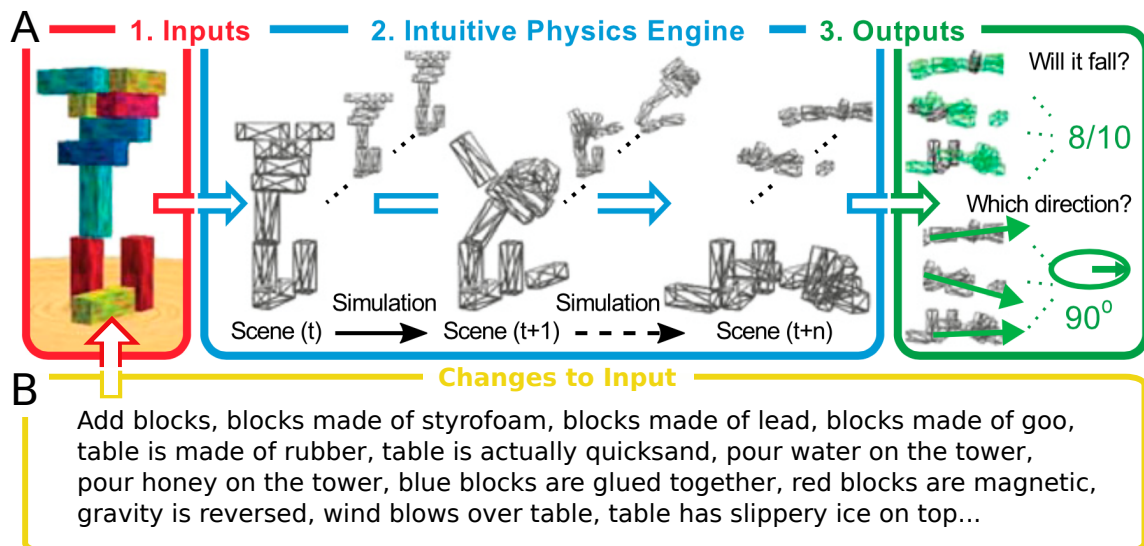 A
1. Inputs
2. Intuitive Physics Engine
3. Outputs
Will it fall?
8/10
Which direction?
90⁰
Simulation
Simulation
Scene (t)
Scene (t+1)
Scene (t+n)
B
Changes to Input
Add blocks, blocks made of styrofoam, blocks made of lead, blocks made of goo,
table is made of rubber, table is actually quicksand, pour water on the tower,
pour honey on the tower, blue blocks are glued together, red blocks are magnetic,
gravity is reversed, wind blows over table, table has slippery ice on top...